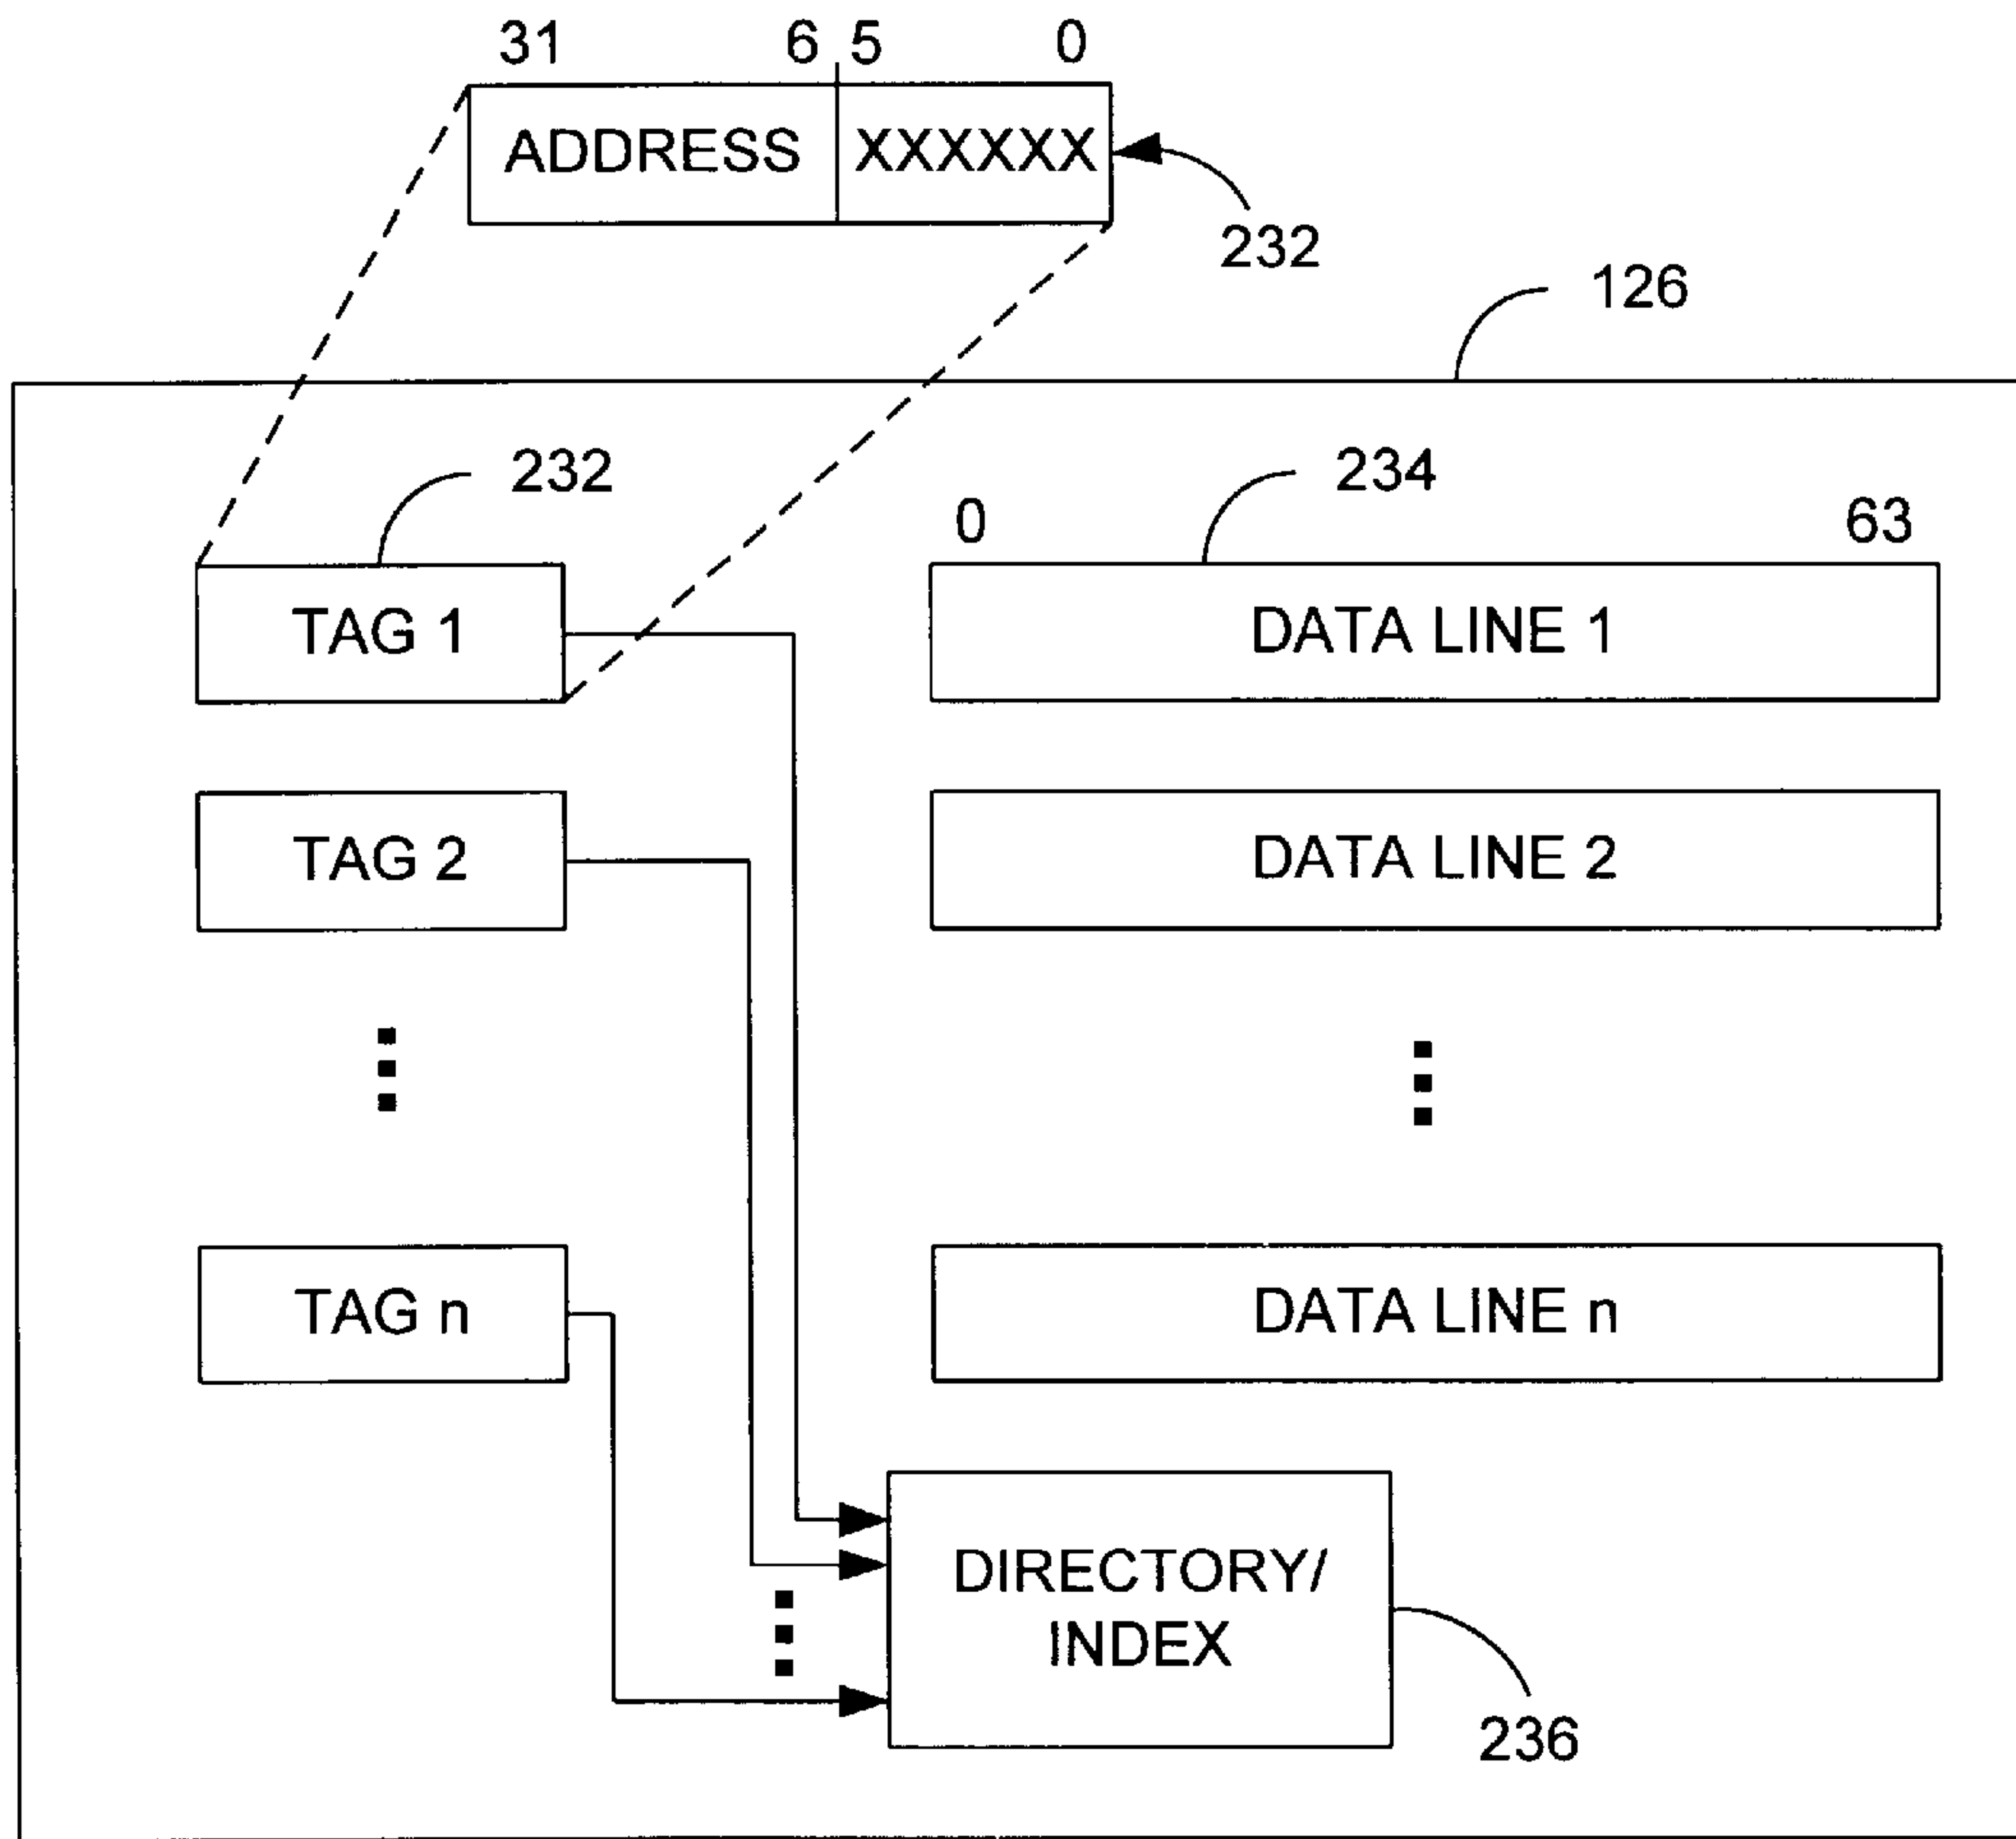 31 6 5 0
ADDRESS XXXXXX
232
126
232 234
0 63
TAG 1 DATA LINE 1
TAG 2 DATA LINE 2
TAG n DATA LINE n
DIRECTORY/
INDEX
236